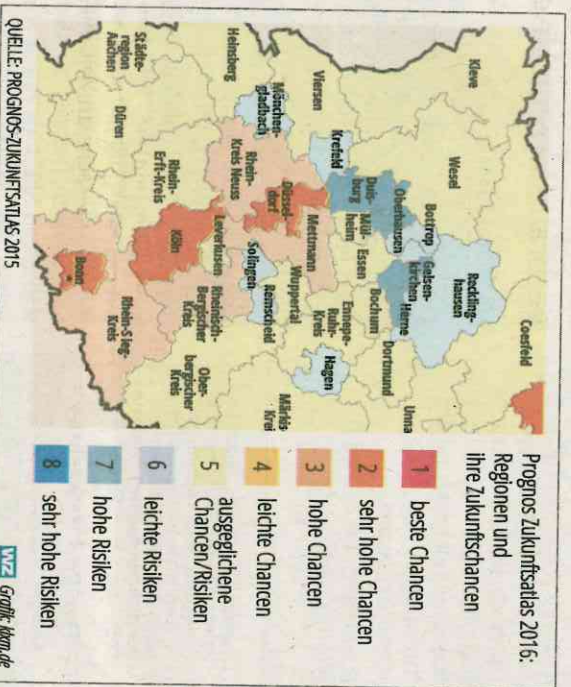 Prognos Zukunftsatlas 2016:
Regionen und
ihre Zukunftschancen
1 beste Chancen
2 sehr hohe Chancen
3 hohe Chancen
4 leichte Chancen
5 ausgeglichene
Chancen/Risiken
6 leichte Risiken
7 hohe Risiken
8 sehr hohe Risiken
Coesfeld
Kleve
Wesel
Reckling-
hausen
Bottrop
Gelsen-
kirchen
Herne
Oberhausen
Duis-
burg
Mül-
heim
Essen
Bochum
Dortmund
Unna
Ennepe-
Ruhr-
Kreis
Hagen
Märkis
Krei
Viersen
Krefeld
Mönchen-
gladbach
Heinsberg
Rhein-
Kreis Neuss
Düssel-
dorf
Mettmann
Wuppertal
Solingen
Remscheid
Leverkusen
Rheinisch-
Bergischer
Kreis
Ober-
bergischer
Kreis
Köln
Rhein-
Erft-Kreis
Düren
Städte-
region
Aachen
Bonn
Rhein-Sieg-
Kreis
QUELLE: PROGNOS-ZUKUNFTSATLAS 2015
WZ Grafik: kbm.de